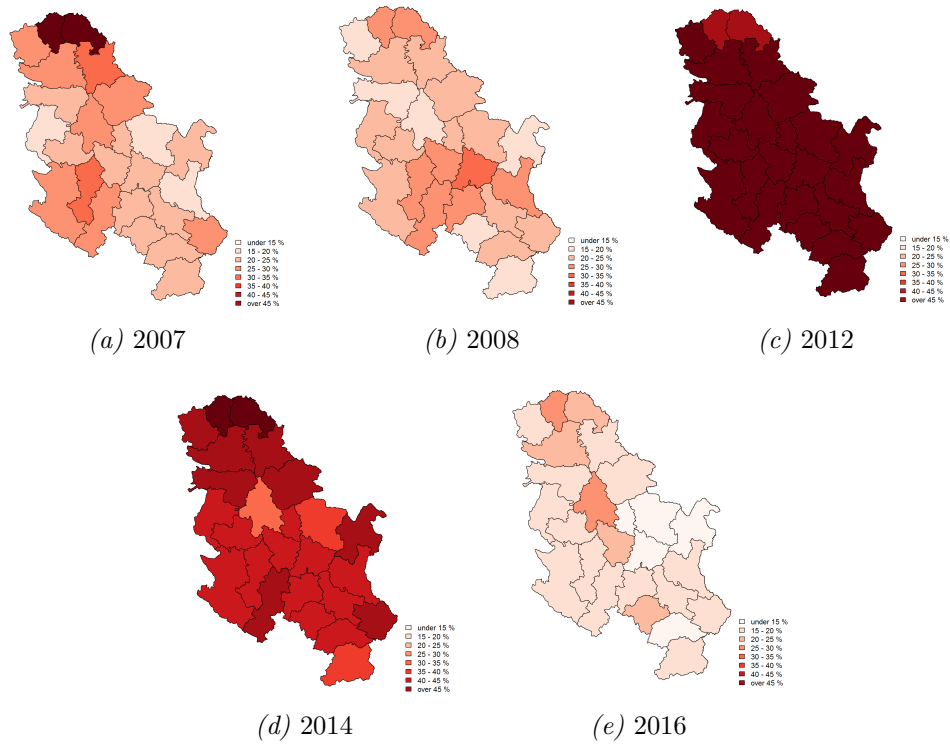 under 15 %
15 - 20 %
20 - 25 %
25 - 30 %
30 - 35 %
35 - 40 %
40 - 45 %
over 45 %
(a) 2007
under 15 %
15 - 20 %
20 - 25 %
25 - 30 %
30 - 35 %
35 - 40 %
40 - 45 %
over 45 %
(b) 2008
under 15 %
15 - 20 %
20 - 25 %
25 - 30 %
30 - 35 %
35 - 40 %
40 - 45 %
over 45 %
(c) 2012
under 15 %
15 - 20 %
20 - 25 %
25 - 30 %
30 - 35 %
35 - 40 %
40 - 45 %
over 45 %
(d) 2014
under 15 %
15 - 20 %
20 - 25 %
25 - 30 %
30 - 35 %
35 - 40 %
40 - 45 %
over 45 %
(e) 2016